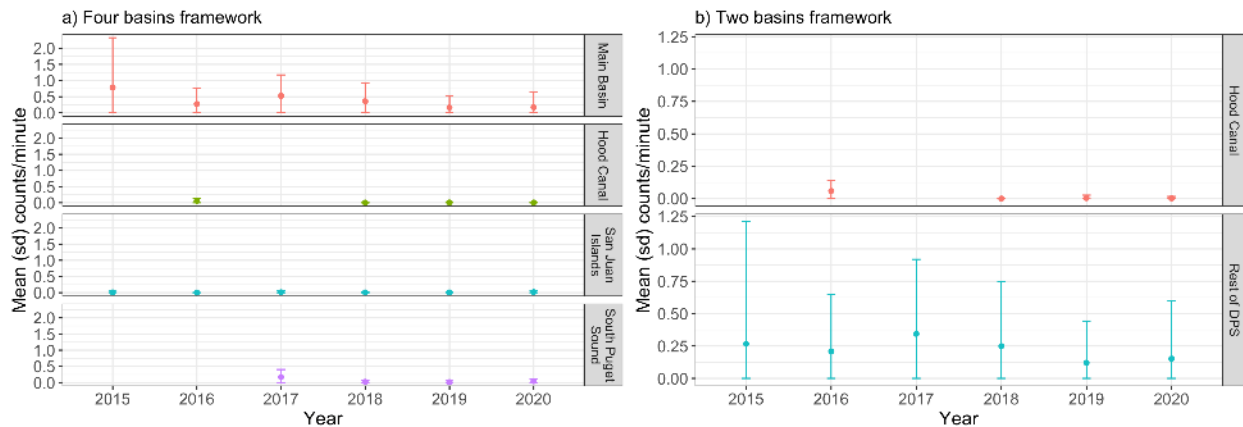 a) Four basins framework
Mean (sd) counts/minute
2.0
1.5
1.0
0.5
0.0
Main Basin
2.0
1.5
1.0
0.5
0.0
Hood Canal
2.0
1.5
1.0
0.5
0.0
San Juan
Islands
2.0
1.5
1.0
0.5
0.0
South Puget
Sound
2015 2016 2017 2018 2019 2020
Year
b) Two basins framework
Mean (sd) counts/minute
1.25
1.00
0.75
0.50
0.25
0.00
Hood Canal
1.25
1.00
0.75
0.50
0.25
0.00
Rest of DPS
2015 2016 2017 2018 2019 2020
Year